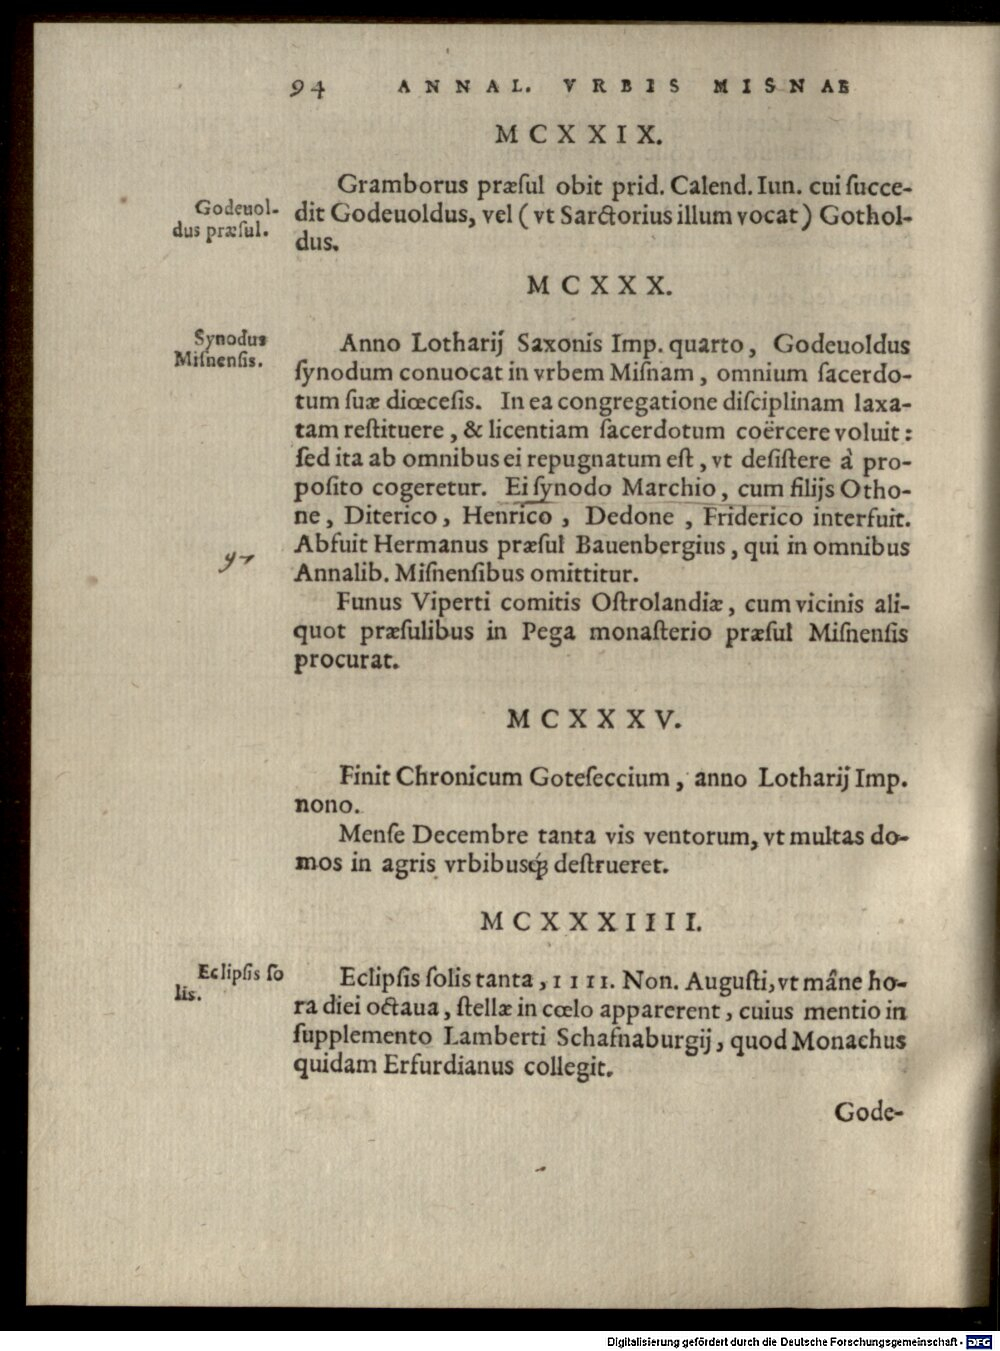 94 ANNAL. VRBIS MISNAE
MCXXIX.
Gramborus præſul obit prid. Calend. Iun. cui ſucce-
Godeuol-
dus præſul.
dit Godeuoldus, vel (vt Sarctorius illum vocat) Gothol-
dus.
MCXXX.
Synodus
Miſnenſis.
Anno Lotharij Saxonis Imp. quarto, Godeuoldus
ſynodum conuocat in vrbem Miſnam, omnium ſacerdo-
tum ſuæ diœceſis. In ea congregatione diſciplinam laxa-
tam reſtituere, & licentiam ſacerdotum coërcere voluit:
ſed ita ab omnibus ei repugnatum eſt, vt deſiſtere à pro-
poſito cogeretur. Ei ſynodo Marchio, cum filijs Otho-
ne, Diterico, Henrico, Dedone, Friderico interfuit.
Abfuit Hermanus præſul Bauenbergius, qui in omnibus
Annalib. Miſnenſibus omittitur.
Funus Viperti comitis Oſtrolandiæ, cum vicinis ali-
quot præſulibus in Pega monaſterio præſul Miſnenſis
procurat.
MCXXXV.
Finit Chronicum Goteſeccium, anno Lotharij Imp.
nono.
Menſe Decembre tanta vis ventorum, vt multas do-
mos in agris vrbibusq́; deſtrueret.
MCXXXIIII.
Eclipſis ſo
lis.
Eclipſis ſolis tanta, IIII. Non. Auguſti, vt mâne ho-
ra diei octaua, ſtellæ in cœlo apparerent, cuius mentio in
ſupplemento Lamberti Schafnaburgij, quod Monachus
quidam Erfurdianus collegit.
Gode-
Digitalisierung gefördert durch die Deutsche Forschungsgemeinschaft - DFG